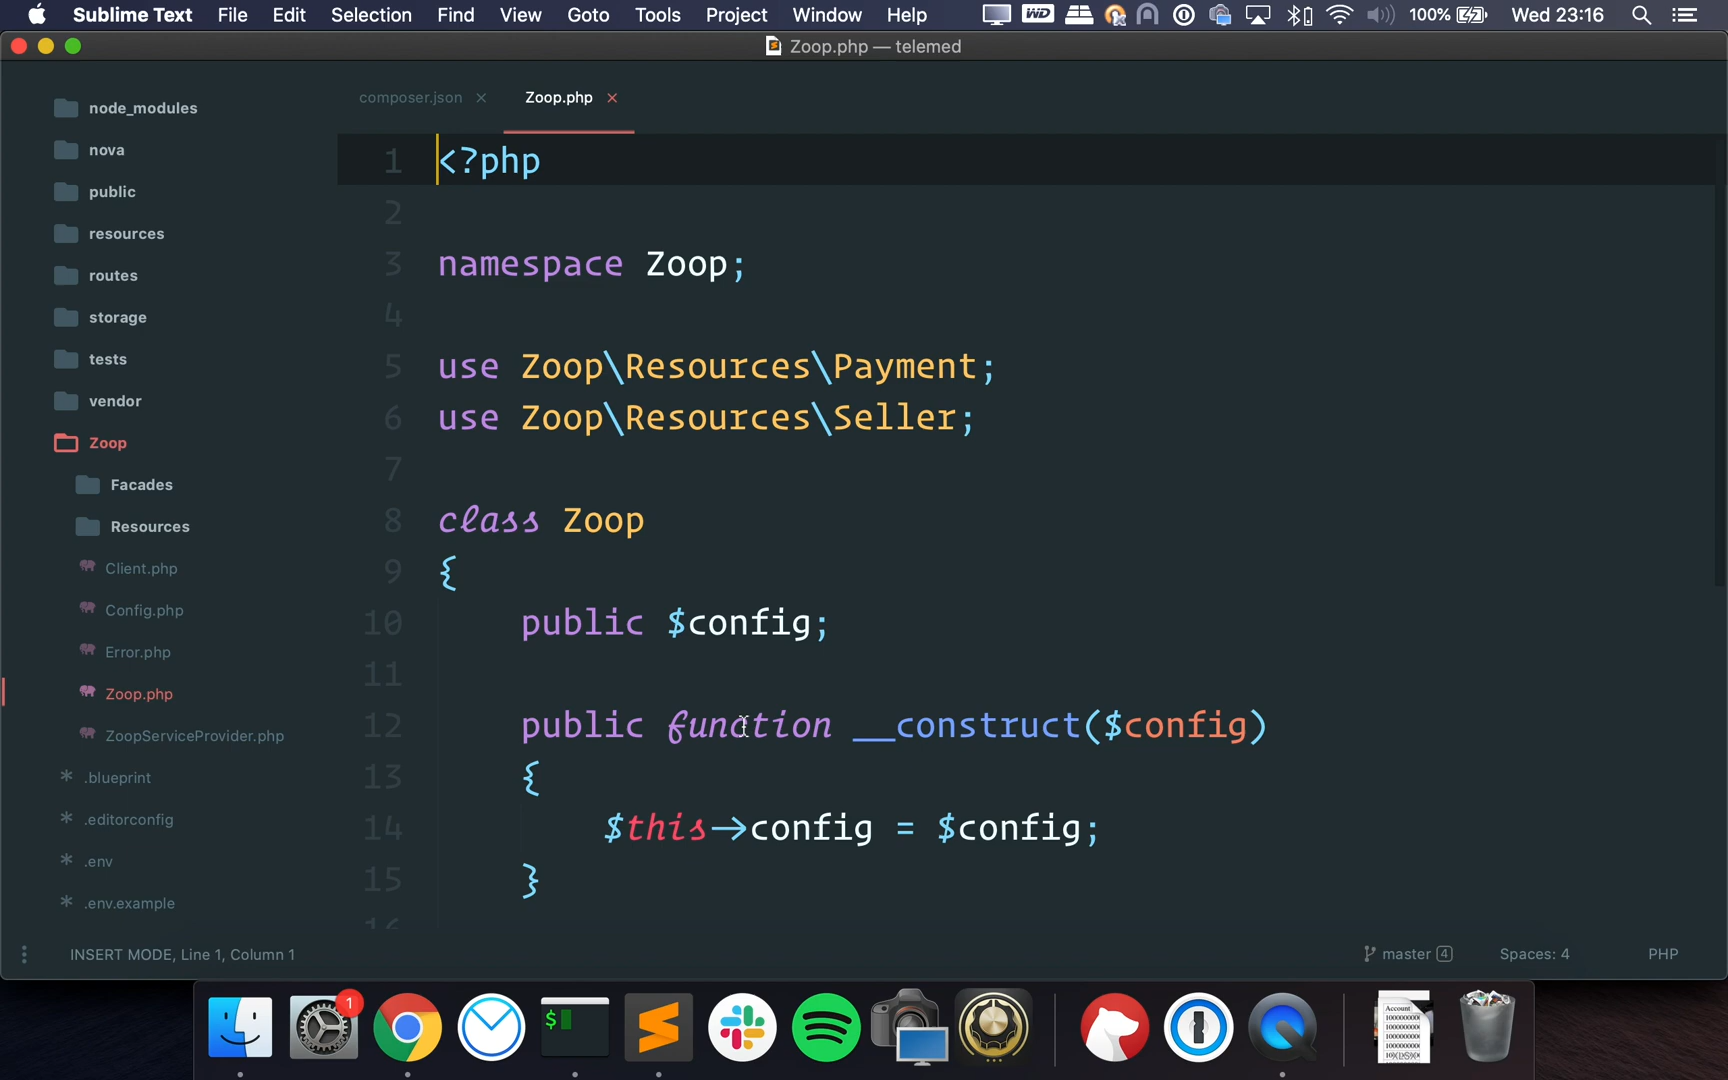 Sublime Text File Edit Selection Find View Goto Tools Project Window Help WD 100% Wed 23:16
Zoop.php — telemed
composer.json × Zoop.php ×
node_modules
nova
public
resources
routes
storage
tests
vendor
Zoop
Facades
Resources
Client.php
Config.php
Error.php
Zoop.php
ZoopServiceProvider.php
* .blueprint
* .editorconfig
* .env
* .env.example
1 <?php
2
3 namespace Zoop;
4
5 use Zoop\Resources\Payment;
6 use Zoop\Resources\Seller;
7
8 class Zoop
9 {
10 public $config;
11
12 public function __construct($config)
13 {
14 $this->config = $config;
15 }
16
INSERT MODE, Line 1, Column 1 master 4 Spaces: 4 PHP
1
$
Account
XLSX